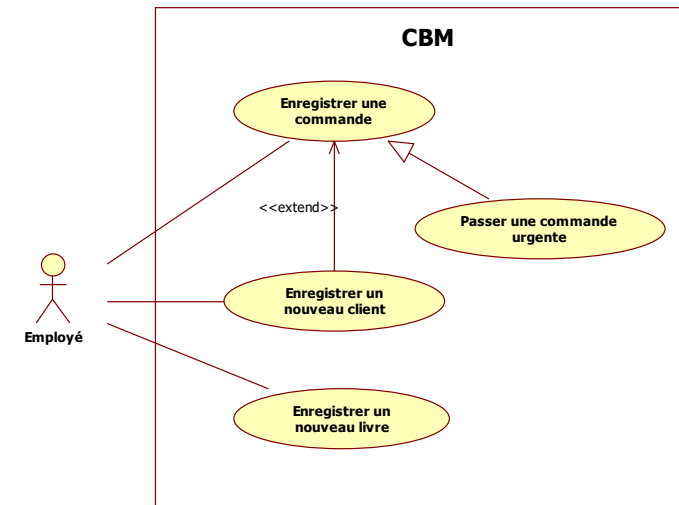 CBM
Enregistrer une
commande
<<extend>>
Passer une commande
urgente
Enregistrer un
nouveau client
Employé
Enregistrer un
nouveau livre